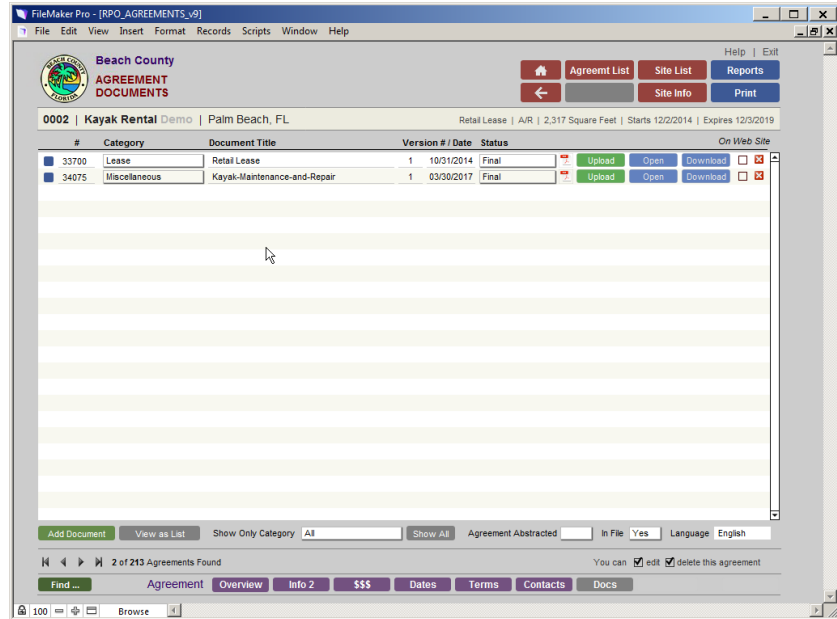 FileMaker Pro - [RPO_AGREEMENTS_v9]
File Edit View Insert Format Records Scripts Window Help
Help | Exit
BEACH COUNTY
FLORIDA
Beach County
AGREEMENT
DOCUMENTS
Agreemt List Site List Reports
Site Info Print
0002 | Kayak Rental Demo | Palm Beach, FL
Retail Lease | A/R | 2,317 Square Feet | Starts 12/2/2014 | Expires 12/3/2019
# Category Document Title Version # / Date Status On Web Site
33700 Lease Retail Lease 1 10/31/2014 Final Upload Open Download
34075 Miscellaneous Kayak-Maintenance-and-Repair 1 03/30/2017 Final Upload Open Download
Add Document View as List Show Only Category All Show All Agreement Abstracted In File Yes Language English
2 of 213 Agreements Found You can edit delete this agreement
Find ... Agreement Overview Info 2 $$$ Dates Terms Contacts Docs
100 Browse